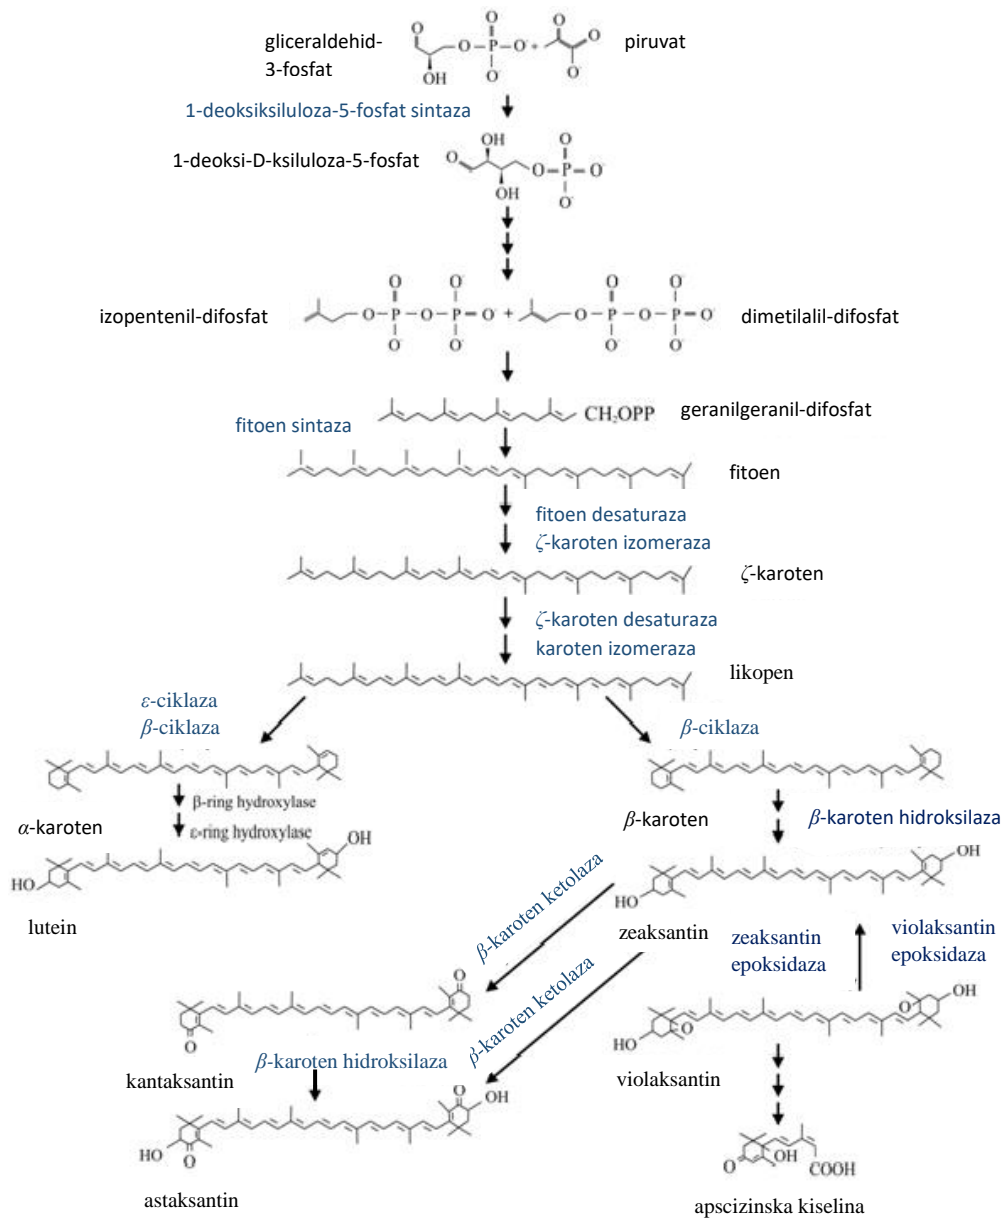 gliceraldehid-
3-fosfat
piruvat
1-deoksiksiluloza-5-fosfat sintaza
1-deoksi-D-ksiluloza-5-fosfat
izopentenil-difosfat
+
dimetilalil-difosfat
CH₂OPP
geranilgeranil-difosfat
fitoen sintaza
fitoen
fitoen desaturaza
ζ-karoten izomeraza
ζ-karoten
ζ-karoten desaturaza
karoten izomeraza
likopen
ε-ciklaza
β-ciklaza
β-ciklaza
β-ring hydroxylase
α-karoten
ε-ring hydroxylase
β-karoten
β-karoten hidroksilaza
lutein
zeaksantin
β-karoten ketolaza
β-karoten ketolaza
zeaksantin
epoksidaza
violaksantin
epoksidaza
kantaksantin
β-karoten hidroksilaza
violaksantin
astaksantin
COOH
apscizinska kiselina